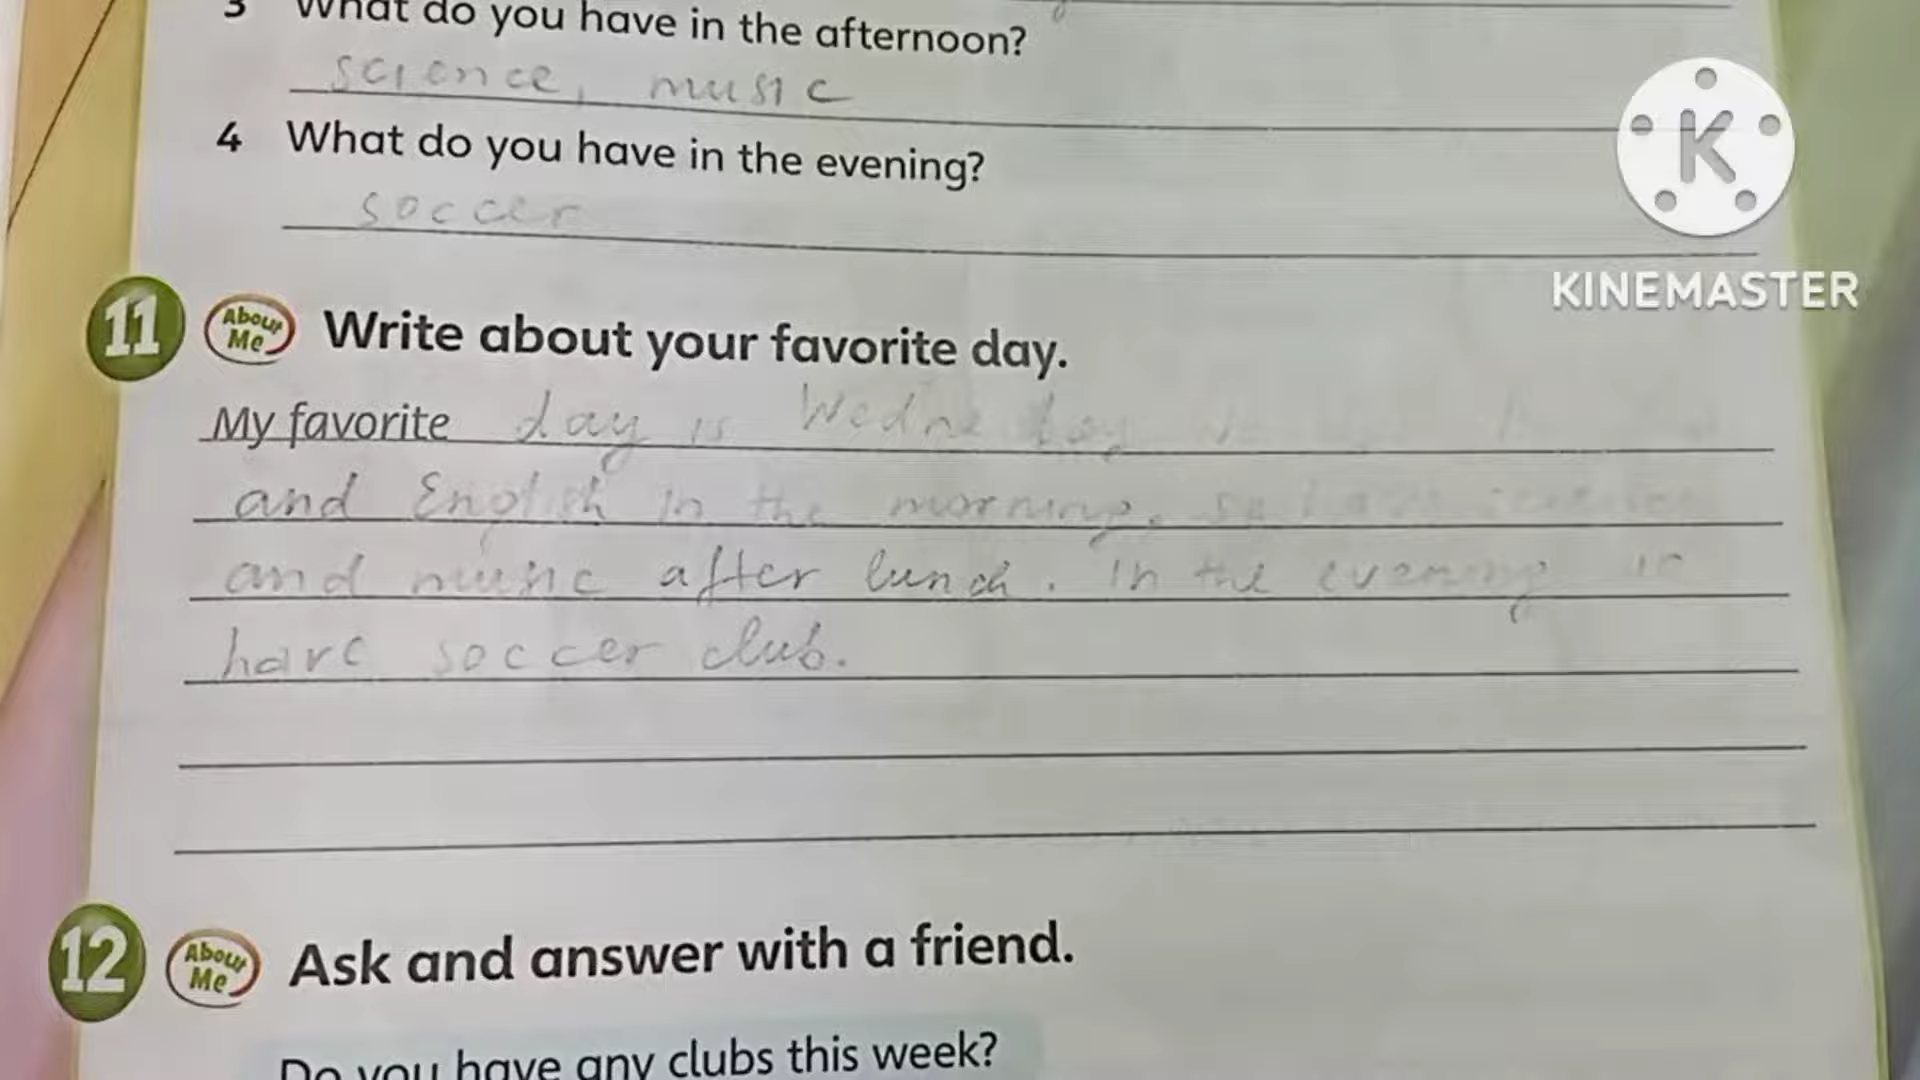 3 What do you have in the afternoon?
science, music
4 What do you have in the evening?
soccer
KINEMASTER
11 About Me Write about your favorite day.
My favorite day is
and English in the morning.
and music after lunch. In the evening
have soccer club.
12 About Me Ask and answer with a friend.
Do you have any clubs this week?